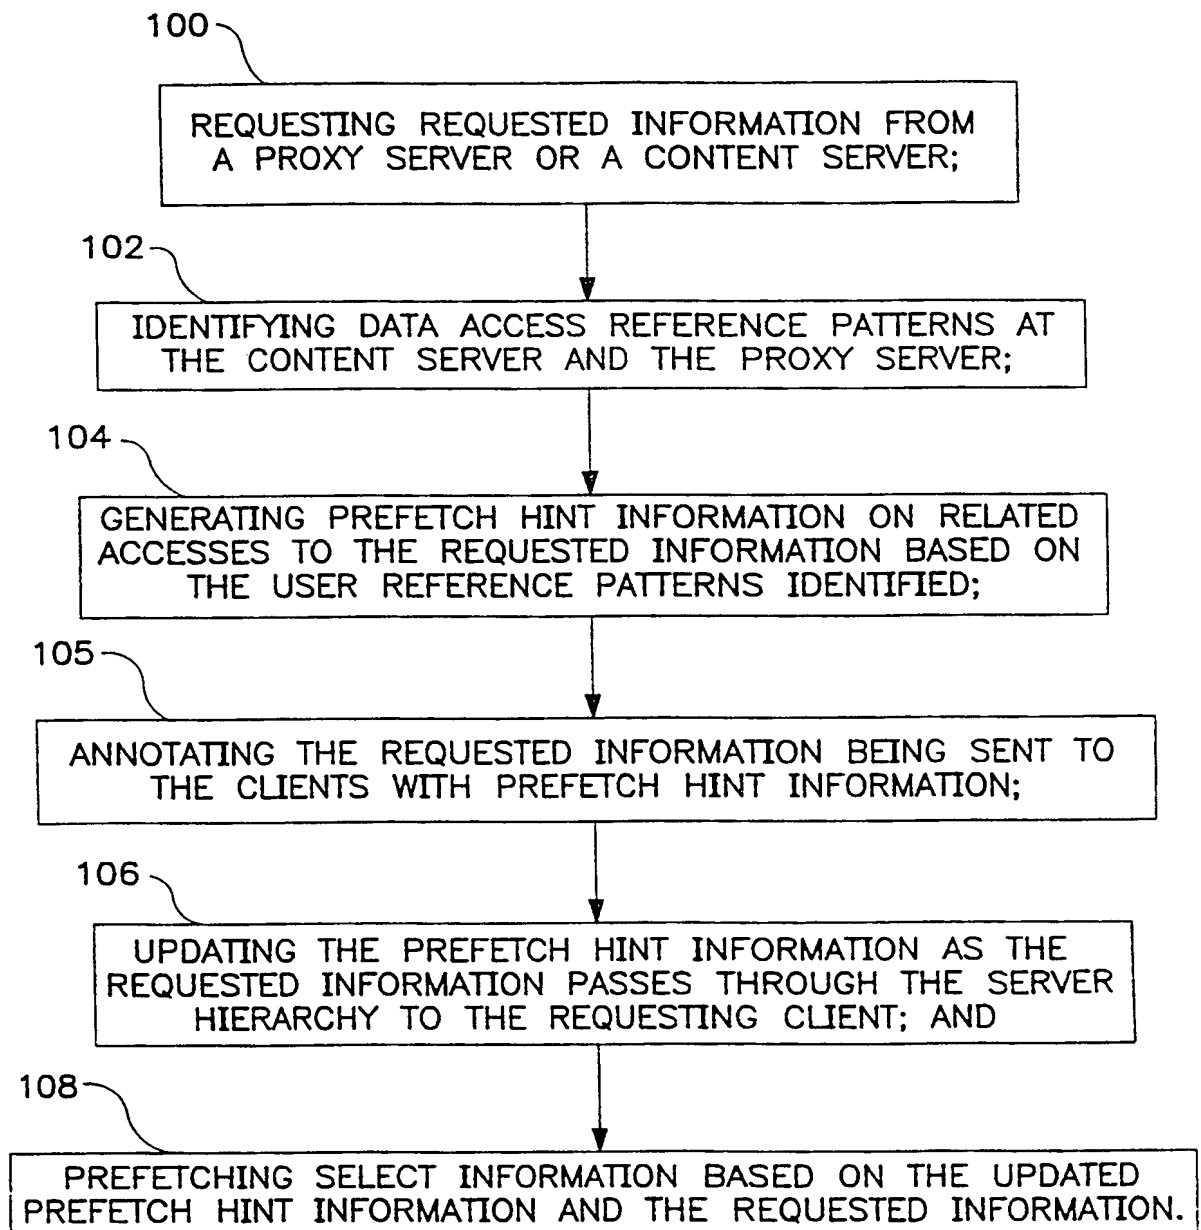 100
REQUESTING REQUESTED INFORMATION FROM
A PROXY SERVER OR A CONTENT SERVER;
102
IDENTIFYING DATA ACCESS REFERENCE PATTERNS AT
THE CONTENT SERVER AND THE PROXY SERVER;
104
GENERATING PREFETCH HINT INFORMATION ON RELATED
ACCESSES TO THE REQUESTED INFORMATION BASED ON
THE USER REFERENCE PATTERNS IDENTIFIED;
105
ANNOTATING THE REQUESTED INFORMATION BEING SENT TO
THE CLIENTS WITH PREFETCH HINT INFORMATION;
106
UPDATING THE PREFETCH HINT INFORMATION AS THE
REQUESTED INFORMATION PASSES THROUGH THE SERVER
HIERARCHY TO THE REQUESTING CLIENT; AND
108
PREFETCHING SELECT INFORMATION BASED ON THE UPDATED
PREFETCH HINT INFORMATION AND THE REQUESTED INFORMATION.